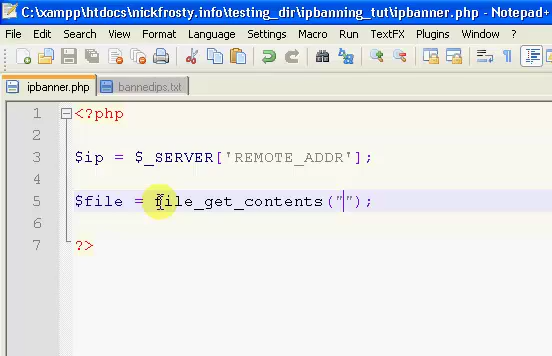 C:\xampp\htdocs\nickfrosty.info\testing_dir\ipbanning_tut\ipbanner.php - Notepad+
File Edit Search View Format Language Settings Macro Run TextFX Plugins Window ?
ipbanner.php bannedips.txt
1 <?php
2
3 $ip = $_SERVER['REMOTE_ADDR'];
4
5 $file = file_get_contents("");
6
7 ?>